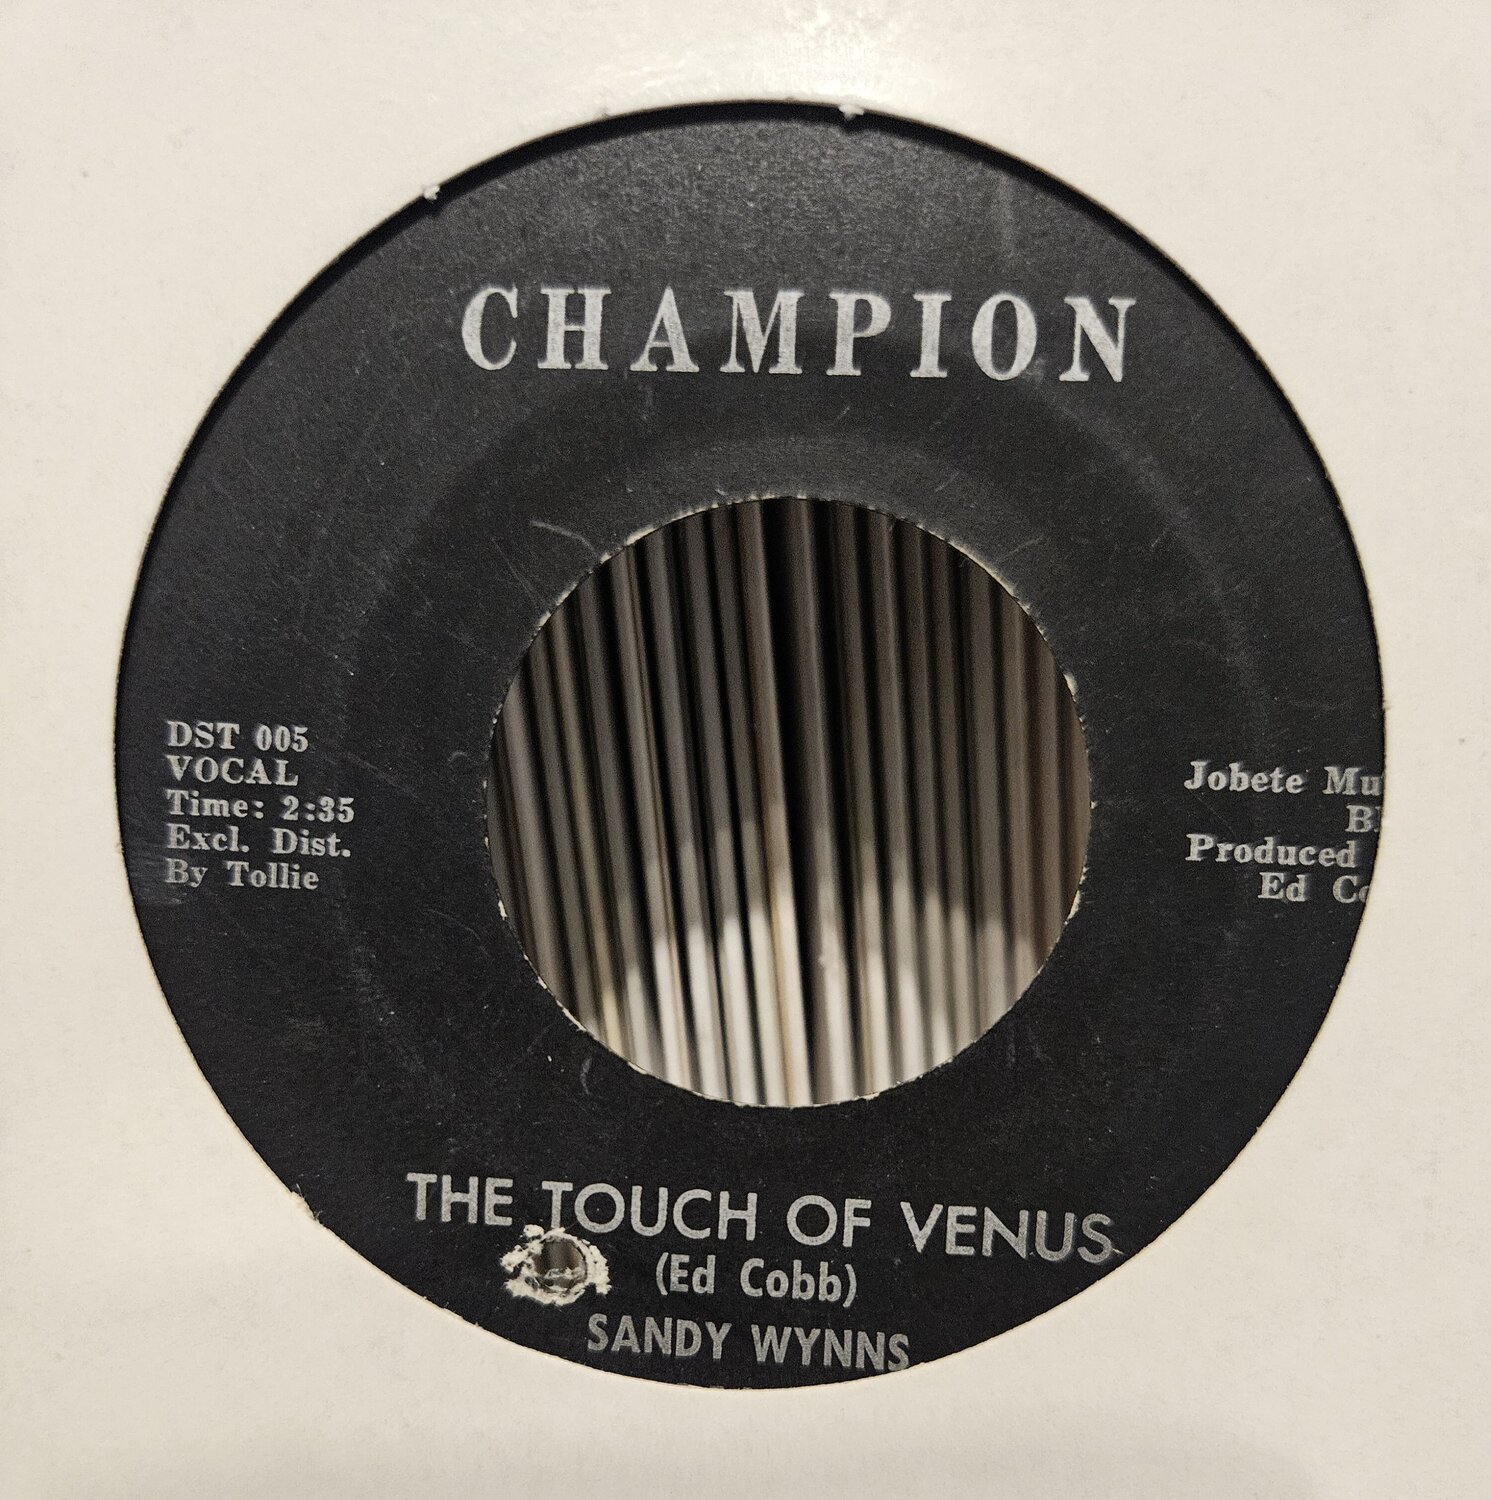 CHAMPION
DST 005
VOCAL
Time: 2:35
Excl. Dist.
By Tollie
Jobete
Produced
Ed
THE TOUCH OF VENUS
(Ed Cobb)
SANDY WYNNS